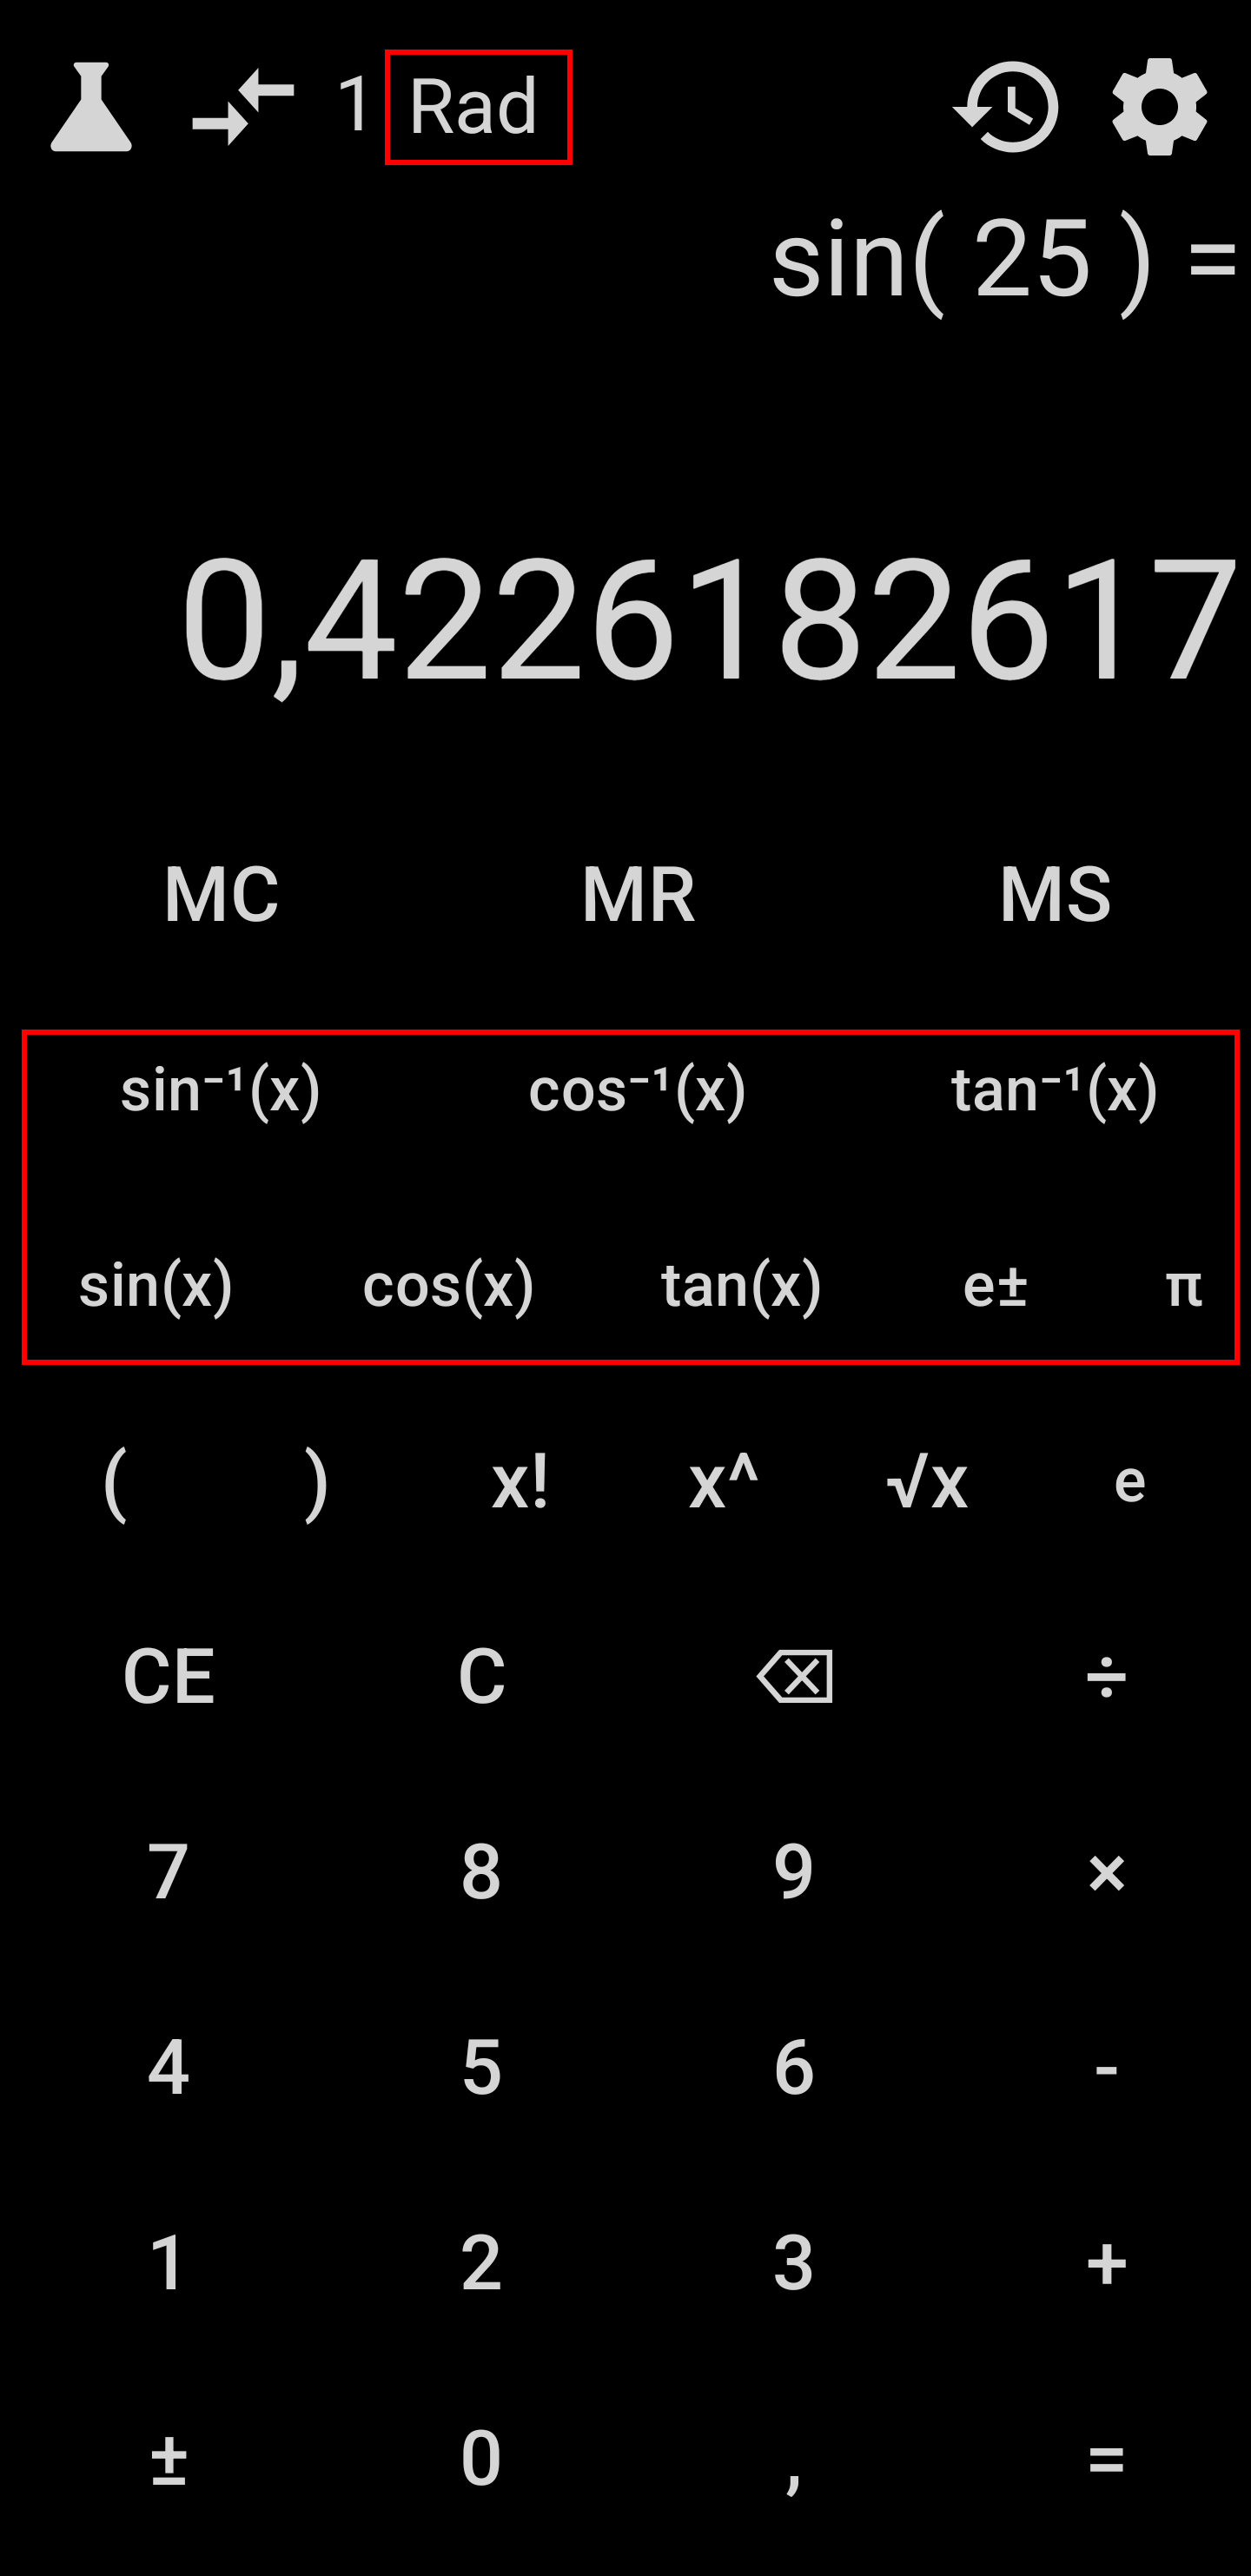 1 Rad
sin( 25 ) =
0,4226182617
MC MR MS
sin⁻¹(x) cos⁻¹(x) tan⁻¹(x)
sin(x) cos(x) tan(x) e± π
( ) x! x^ √x e
CE C ÷
7 8 9 ×
4 5 6 -
1 2 3 +
± 0 , =